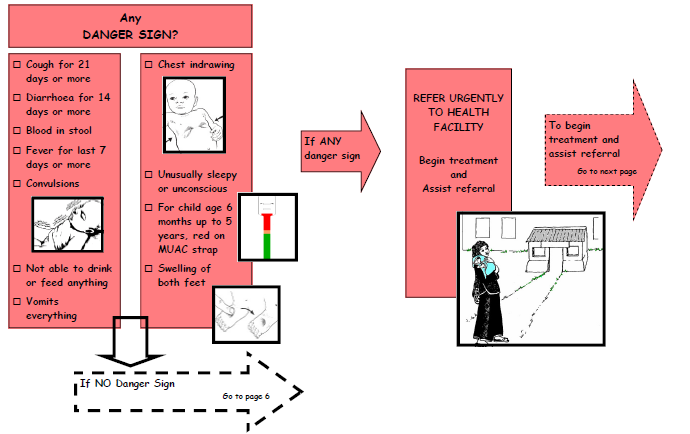 Any
DANGER SIGN?
☐ Cough for 21
days or more
☐ Diarrhoea for 14
days or more
☐ Blood in stool
☐ Fever for last 7
days or more
☐ Convulsions
☐ Not able to drink
or feed anything
☐ Vomits
everything
☐ Chest indrawing
☐ Unusually sleepy
or unconscious
☐ For child age 6
months up to 5
years, red on
MUAC strap
☐ Swelling of
both feet
If ANY
danger sign
REFER URGENTLY
TO HEALTH
FACILITY
Begin treatment
and
Assist referral
To begin
treatment and
assist referral
Go to next page
If NO Danger Sign
Go to page 6